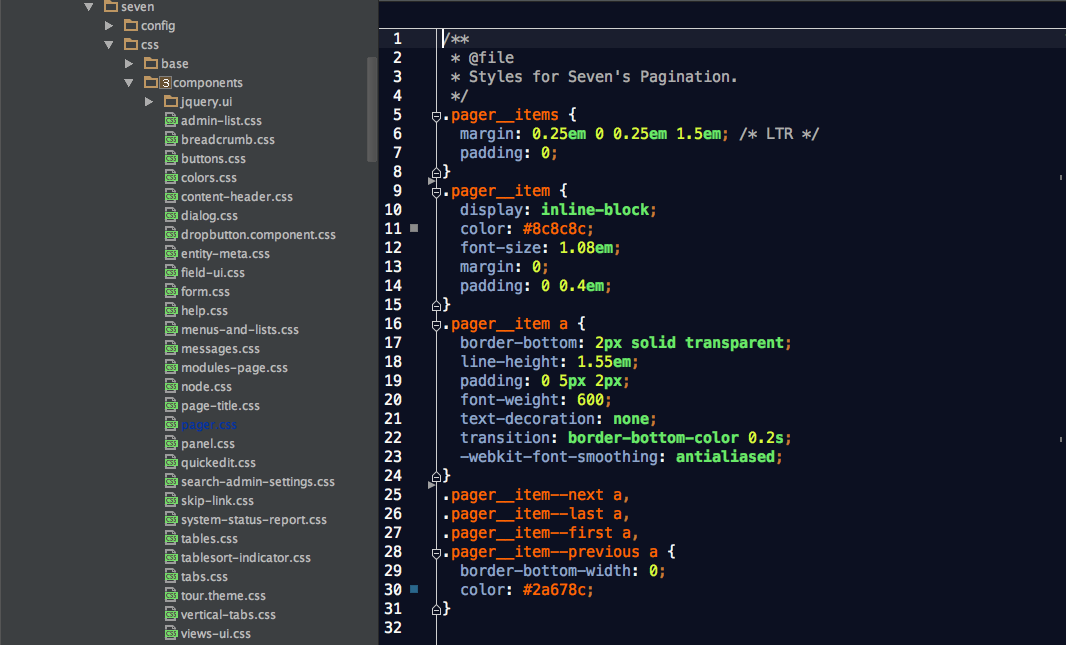 seven
config
css
base
3 components
jquery.ui
admin-list.css
breadcrumb.css
buttons.css
colors.css
content-header.css
dialog.css
dropbutton.component.css
entity-meta.css
field-ui.css
form.css
help.css
menus-and-lists.css
messages.css
modules-page.css
node.css
page-title.css
pager.css
panel.css
quickedit.css
search-admin-settings.css
skip-link.css
system-status-report.css
tables.css
tablesort-indicator.css
tabs.css
tour.theme.css
vertical-tabs.css
views-ui.css
1 /**
2  * @file
3  * Styles for Seven's Pagination.
4  */
5 .pager__items {
6   margin: 0.25em 0 0.25em 1.5em; /* LTR */
7   padding: 0;
8 }
9 .pager__item {
10   display: inline-block;
11   color: #8c8c8c;
12   font-size: 1.08em;
13   margin: 0;
14   padding: 0 0.4em;
15 }
16 .pager__item a {
17   border-bottom: 2px solid transparent;
18   line-height: 1.55em;
19   padding: 0 5px 2px;
20   font-weight: 600;
21   text-decoration: none;
22   transition: border-bottom-color 0.2s;
23   -webkit-font-smoothing: antialiased;
24 }
25 .pager__item--next a,
26 .pager__item--last a,
27 .pager__item--first a,
28 .pager__item--previous a {
29   border-bottom-width: 0;
30   color: #2a678c;
31 }
32